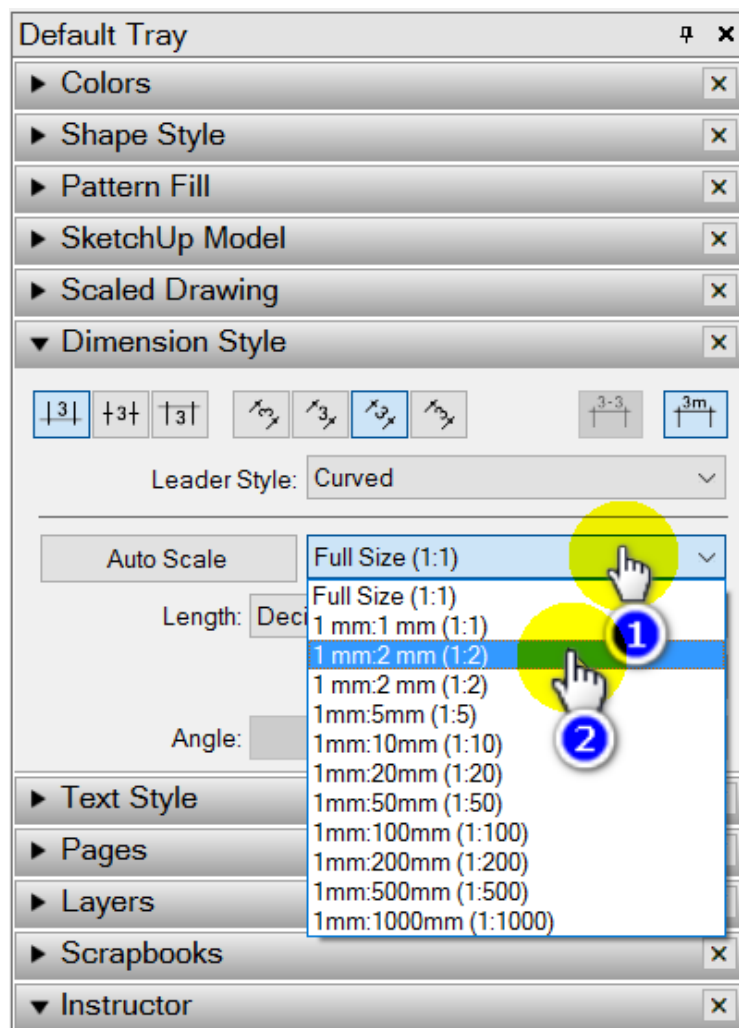 Default Tray
Colors
Shape Style
Pattern Fill
SketchUp Model
Scaled Drawing
Dimension Style
3 3 3 3 3 3 3 3-3 3m
Leader Style: Curved
Auto Scale Full Size (1:1)
Full Size (1:1)
Length: Deci
1 mm:1 mm (1:1)
1
1 mm:2 mm (1:2)
1 mm:2 mm (1:2)
1mm:5mm (1:5)
2
Angle:
1mm:10mm (1:10)
1mm:20mm (1:20)
Text Style
1mm:50mm (1:50)
1mm:100mm (1:100)
Pages
1mm:200mm (1:200)
1mm:500mm (1:500)
Layers
1mm:1000mm (1:1000)
Scrapbooks
Instructor